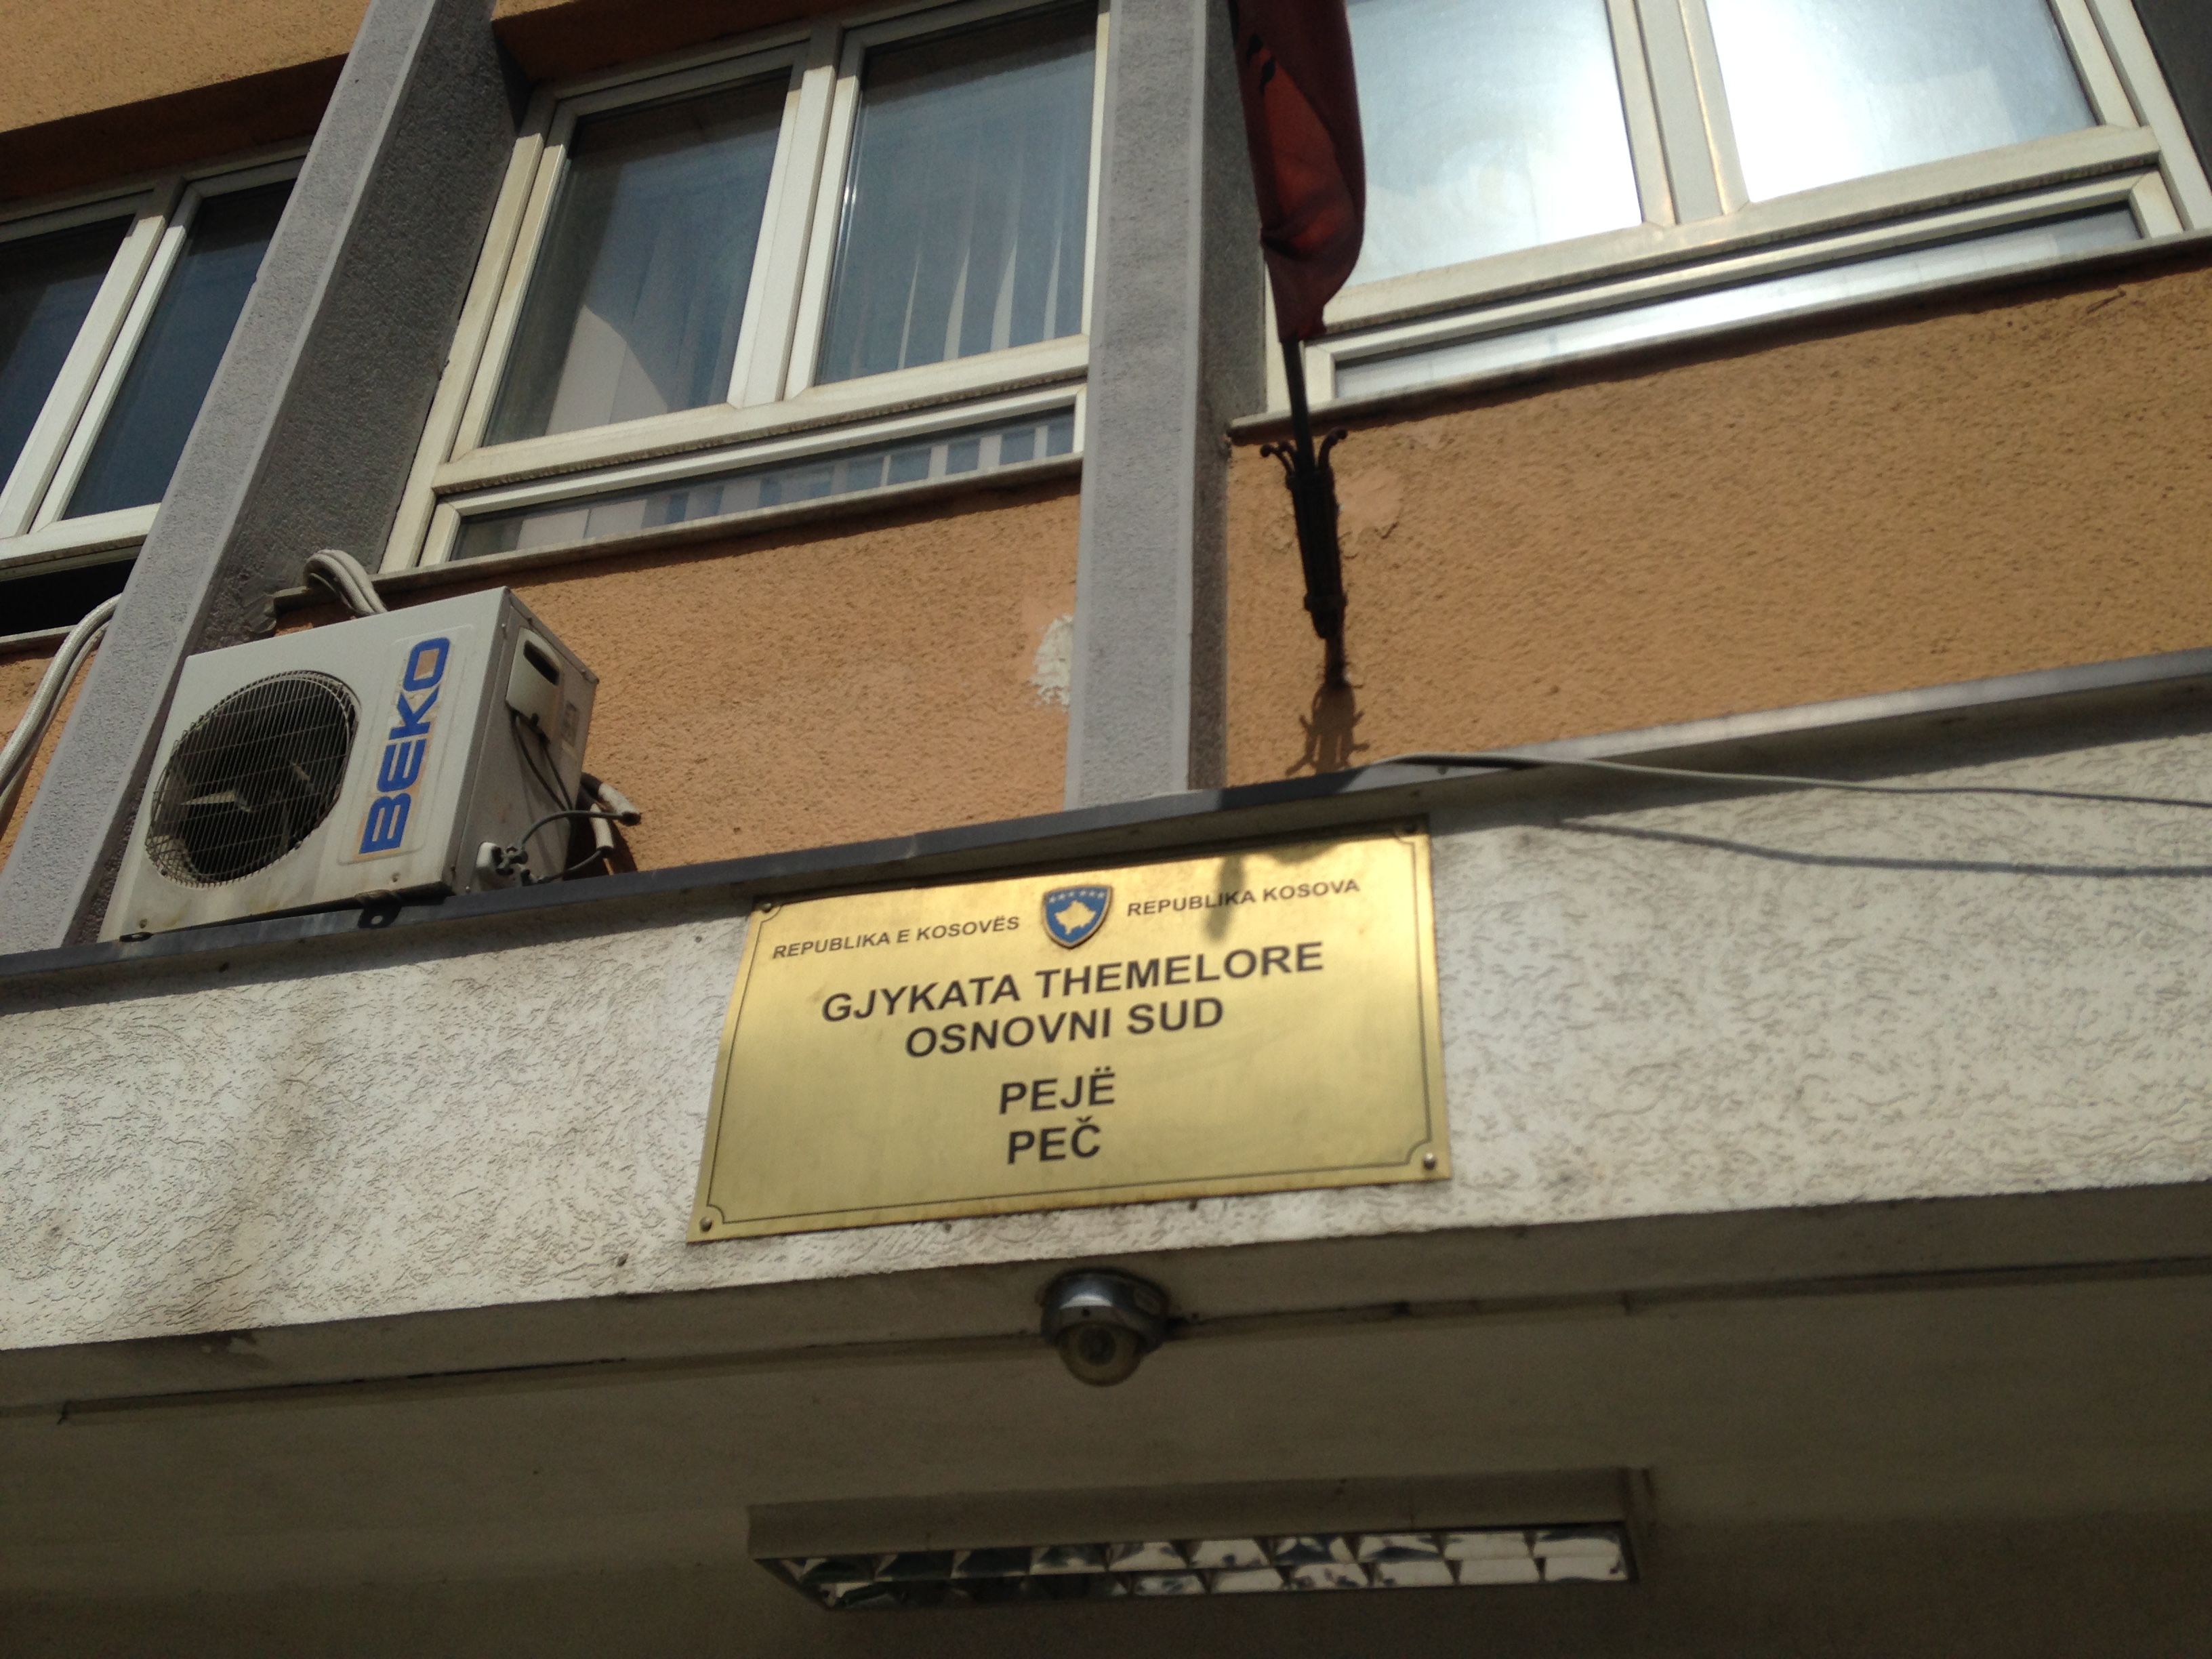 BEKO
REPUBLIKA E KOSOVËS REPUBLIKA KOSOVA
GJYKATA THEMELORE
OSNOVNI SUD
PEJË
PEČ